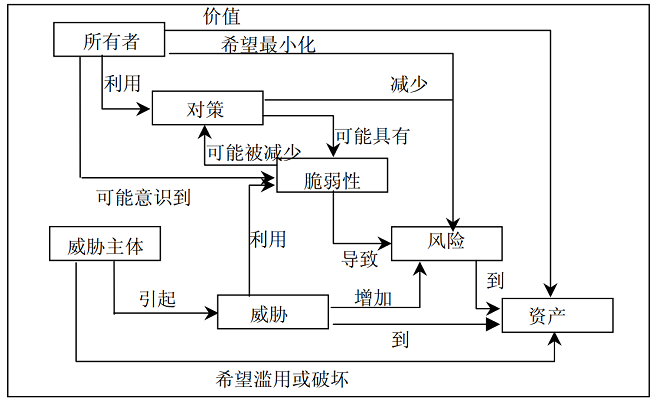 价值
所有者
希望最小化
利用
减少
对策
可能具有
可能被减少
脆弱性
可能意识到
威胁主体
利用
风险
导致
到
引起
增加
威胁
资产
到
希望滥用或破坏